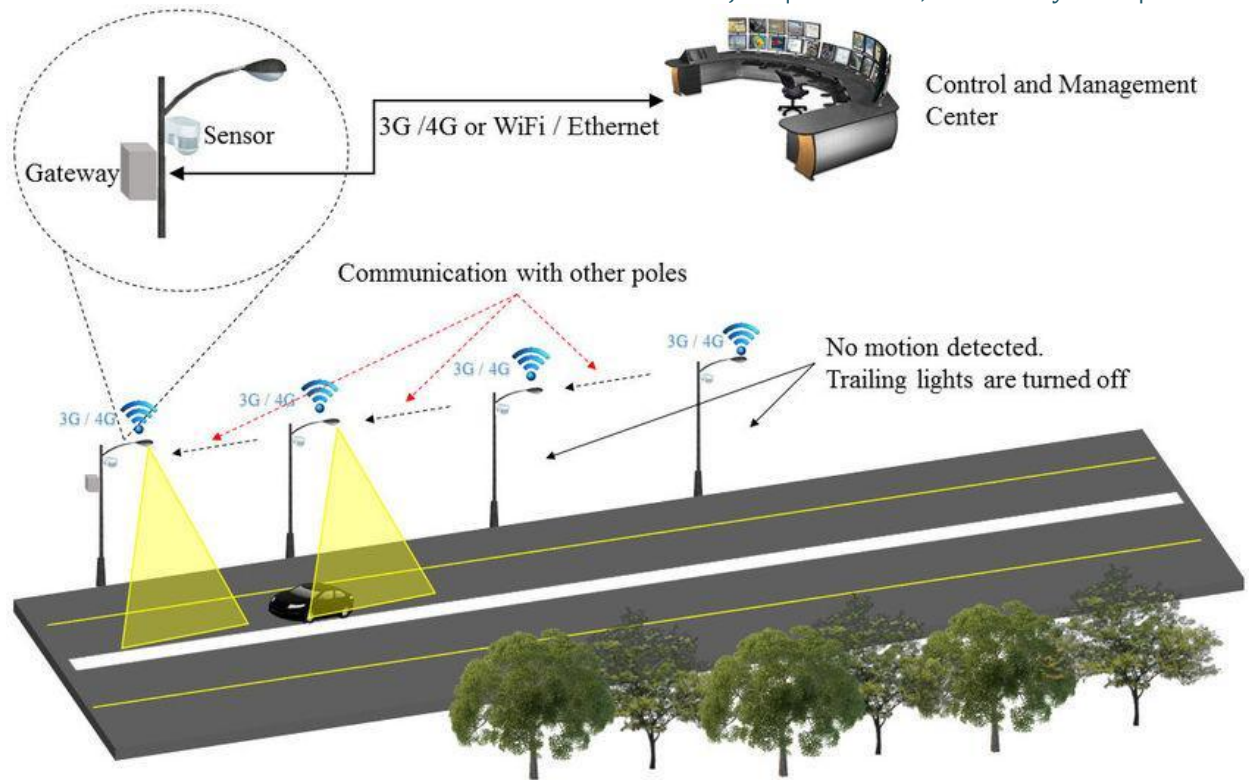 Control and Management
Center
3G /4G or WiFi / Ethernet
Sensor
Gateway
Communication with other poles
3G / 4G
3G / 4G
3G / 4G
3G / 4G
No motion detected.
Trailing lights are turned off